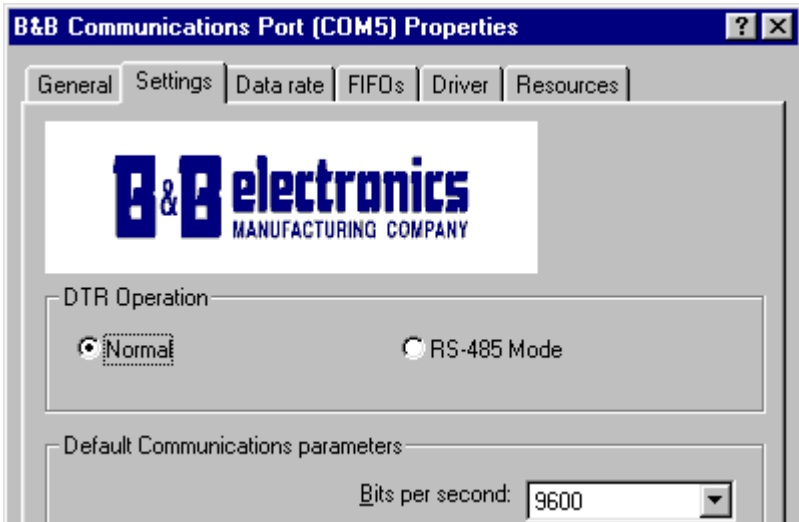 B&B Communications Port (COM5) Properties ? X
General Settings Data rate FIFOs Driver Resources
B&B electronics
MANUFACTURING COMPANY
DTR Operation
Normal RS-485 Mode
Default Communications parameters
Bits per second: 9600